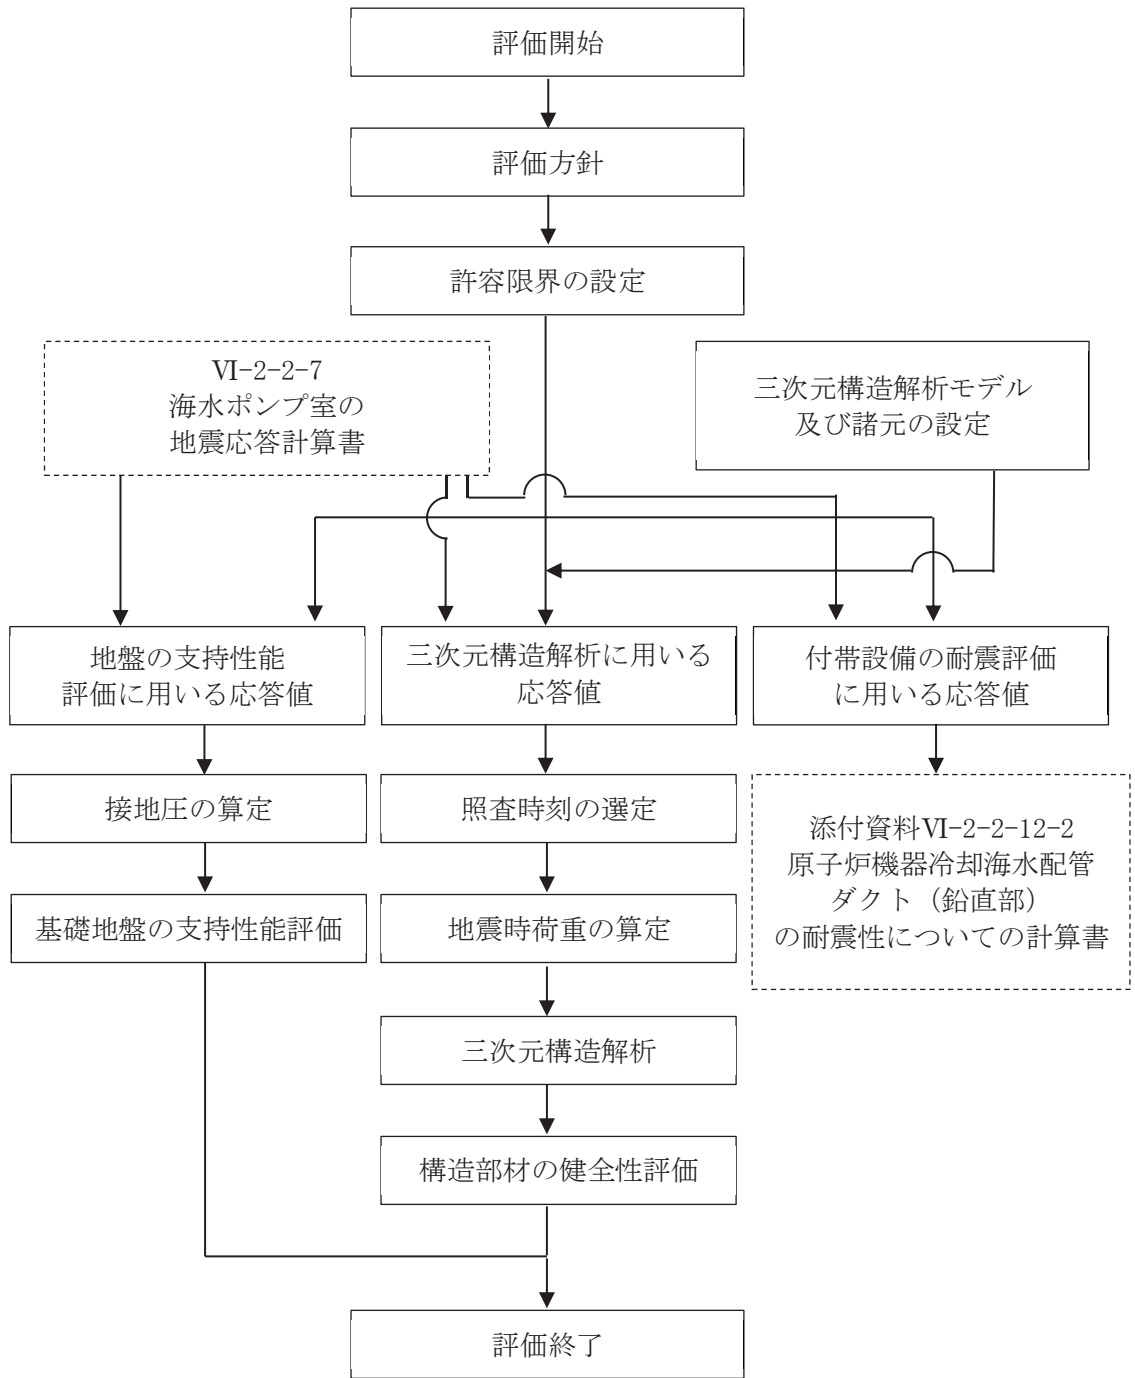 評価開始
評価方針
許容限界の設定
Ⅵ-2-2-7
海水ポンプ室の
地震応答計算書
三次元構造解析モデル
及び諸元の設定
地盤の支持性能
評価に用いる応答値
三次元構造解析に用いる
応答値
付帯設備の耐震評価
に用いる応答値
接地圧の算定
照査時刻の選定
添付資料Ⅵ-2-2-12-2
原子炉機器冷却海水配管
ダクト（鉛直部）
の耐震性についての計算書
基礎地盤の支持性能評価
地震時荷重の算定
三次元構造解析
構造部材の健全性評価
評価終了